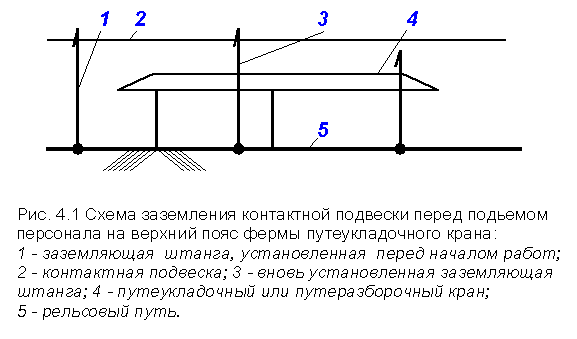 1 2 3 4
5
Рис. 4.1 Схема заземления контактной подвески перед подьемом
персонала на верхний пояс фермы путеукладочного крана:
1 - заземляющая штанга, установленная перед началом работ;
2 - контактная подвеска; 3 - вновь установленная заземляющая
штанга; 4 - путеукладочный или путеразборочный кран;
5 - рельсовый путь.